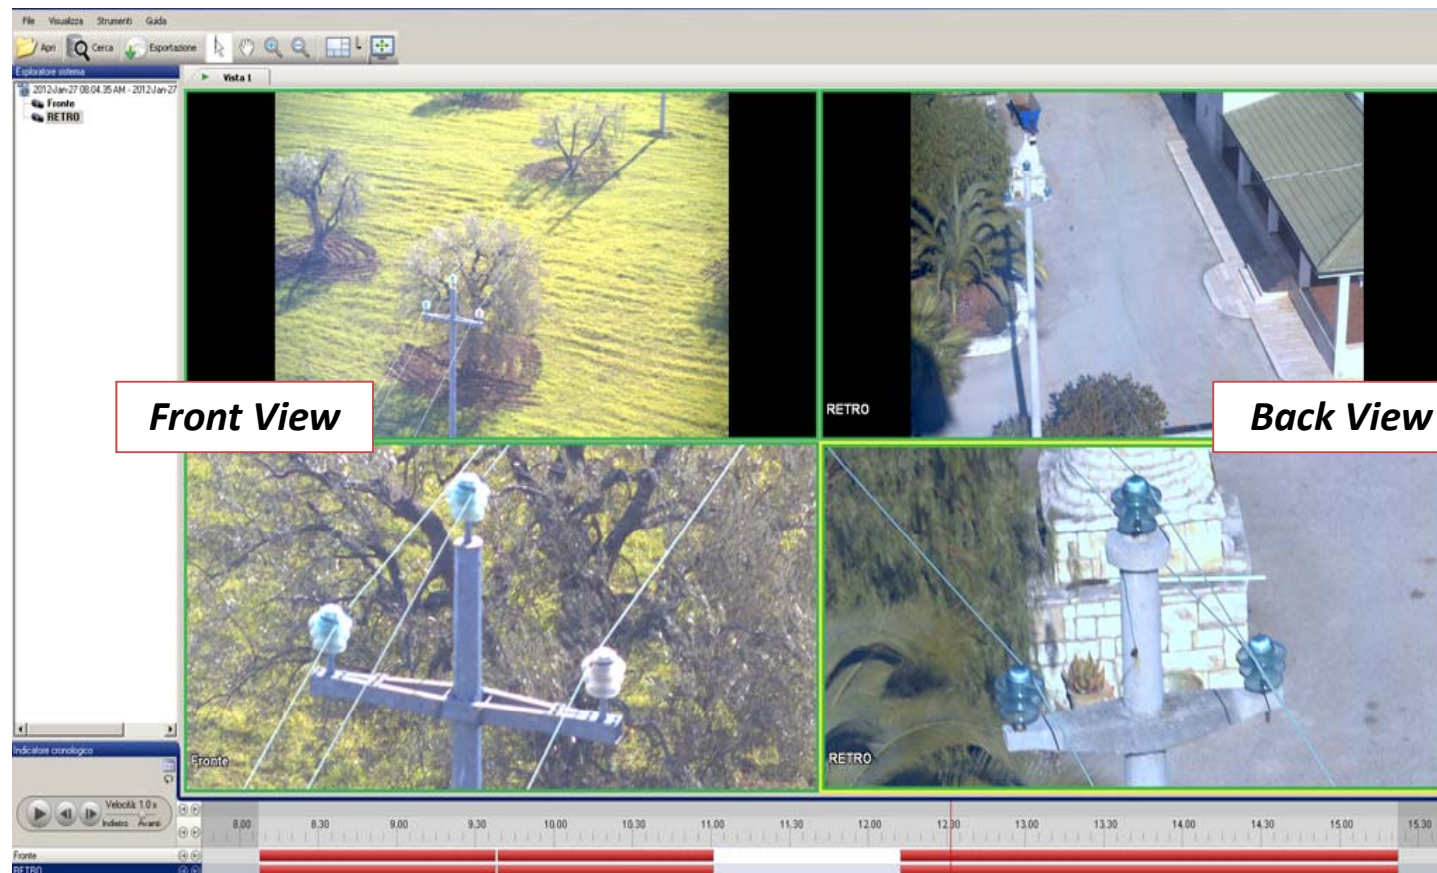 File Visualizza Strumenti Guida
Apri Cerca Esportazione
Esploratore sistema
Vista 1
2012-Jan-27 08.04.35 AM - 2012-Jan-27
Fronte
RETRO
RETRO
Front View
Back View
Fronte
RETRO
Indicatore cronologico
Velocità: 1.0 x
Indietro Avanti
8.00 8.30 9.00 9.30 10.00 10.30 11.00 11.30 12.00 12.30 13.00 13.30 14.00 14.30 15.00 15.30
Fronte
RETRO